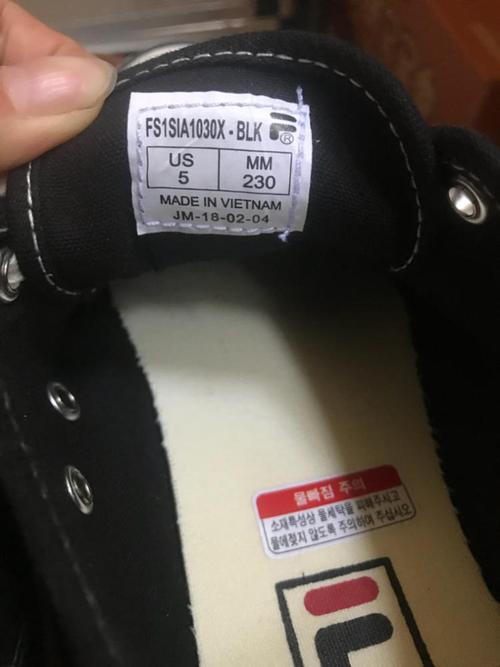 FS1SIA1030X - BLK F®
US MM
5 230
MADE IN VIETNAM
JM-18-02-04
물빠짐 주의
소재특성상 물세탁을 피해주시고
물에젖지 않도록 주의하여 주십시오
F